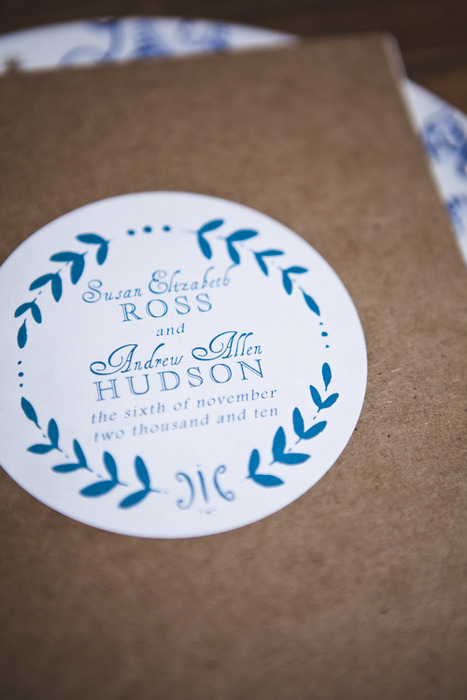 Susan Elizabeth
ROSS
and
Andrew Allen
HUDSON
the sixth of november
two thousand and ten